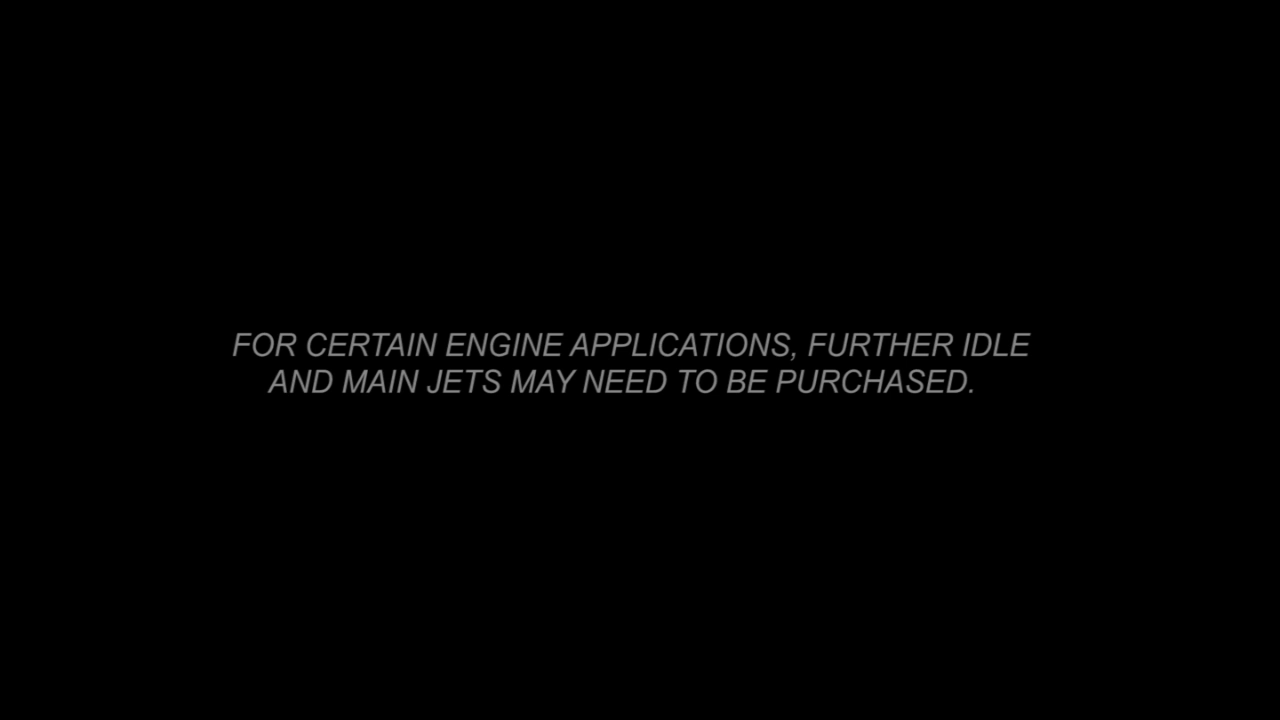 FOR CERTAIN ENGINE APPLICATIONS, FURTHER IDLE
AND MAIN JETS MAY NEED TO BE PURCHASED.